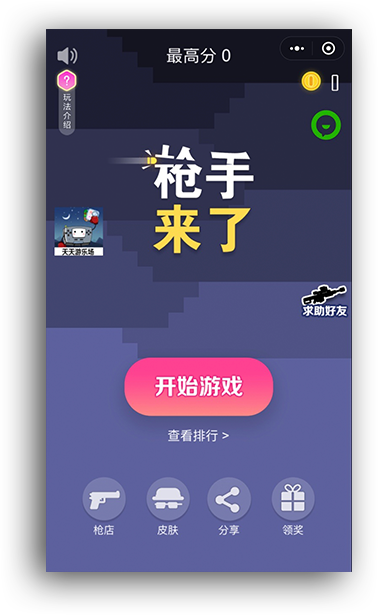 最高分 0
?
玩法介绍
0
枪手
来了
天天游乐场
求助好友
开始游戏
查看排行 >
枪店
皮肤
分享
领奖